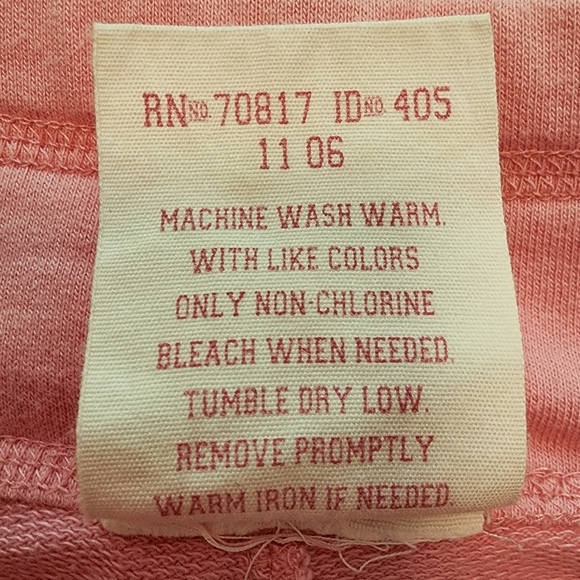 RN NO. 70817 ID NO. 405
11 06
MACHINE WASH WARM.
WITH LIKE COLORS
ONLY NON-CHLORINE
BLEACH WHEN NEEDED.
TUMBLE DRY LOW.
REMOVE PROMPTLY
WARM IRON IF NEEDED.